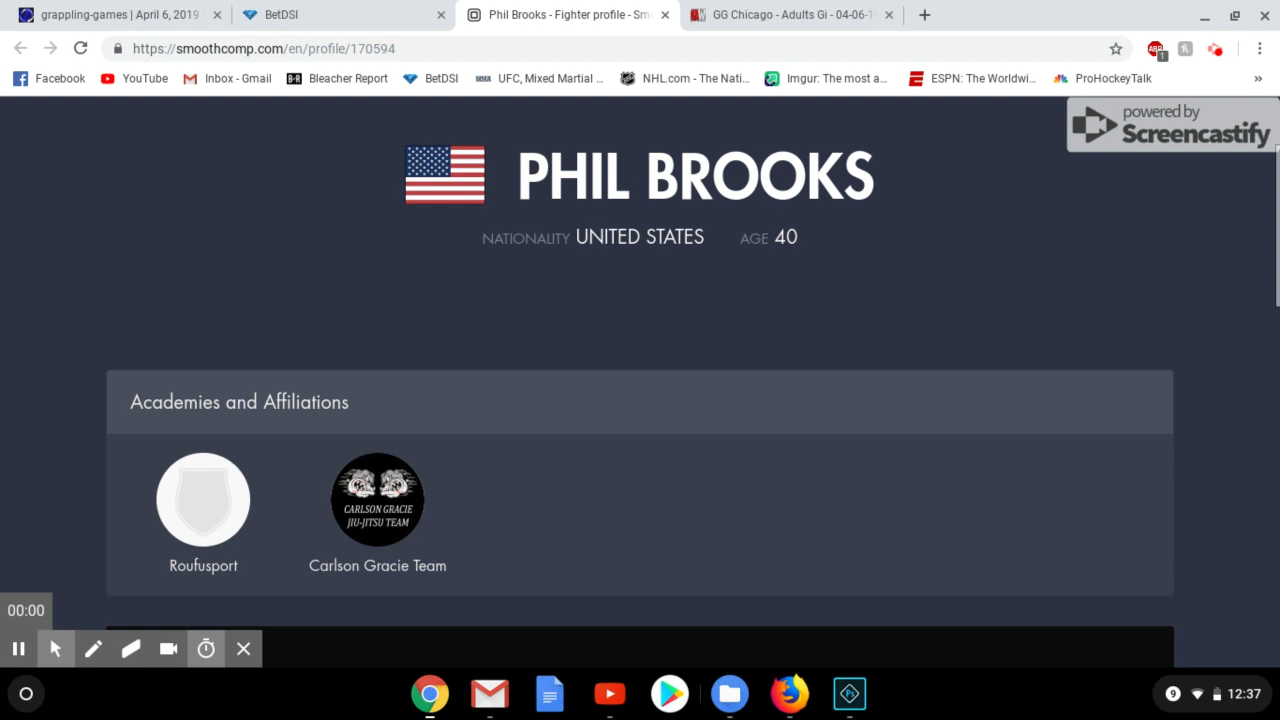 grappling-games | April 6, 2019 -
BetDSI
Phil Brooks - Fighter profile - Sm
GG Chicago - Adults Gi - 04-06-1
https://smoothcomp.com/en/profile/170594
ABP
1
Facebook
YouTube
Inbox - Gmail
B·R
Bleacher Report
BetDSI
UFC, Mixed Martial ...
NHL.com - The Nati...
Imgur: The most a...
ESPN: The Worldwi...
ProHockeyTalk
»
powered by
Screencastify
PHIL BROOKS
NATIONALITY UNITED STATES AGE 40
Academies and Affiliations
CARLSON GRACIE
JIU-JITSU TEAM
Roufusport
Carlson Gracie Team
00:00
Ps
9
12:37